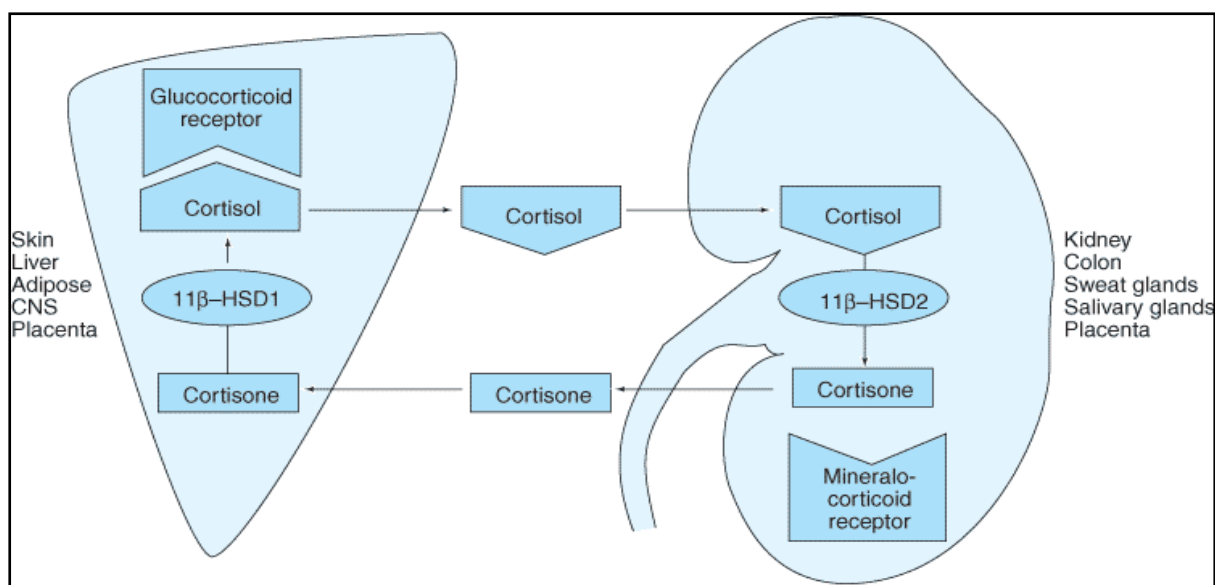 Glucocorticoid
receptor
Cortisol
Cortisol
Cortisol
Skin
Liver
Adipose
CNS
Placenta
11β–HSD1
11β–HSD2
Kidney
Colon
Sweat glands
Salivary glands
Placenta
Cortisone
Cortisone
Cortisone
Mineralo-
corticoid
receptor